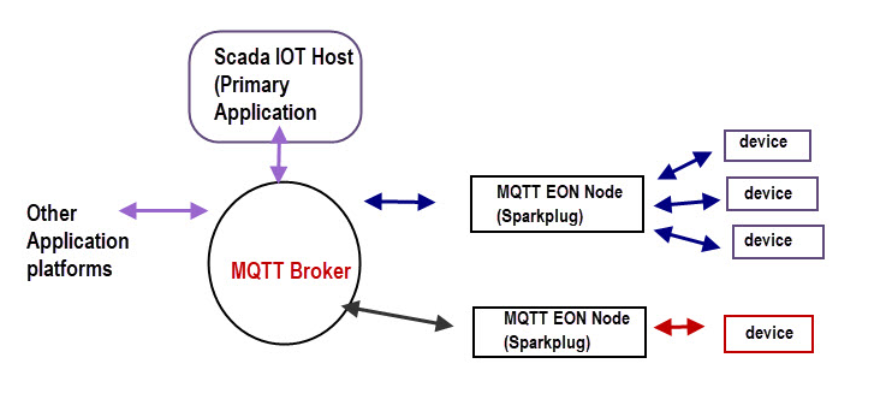 Scada IOT Host
(Primary
Application
Other
Application
platforms
MQTT Broker
MQTT EON Node
(Sparkplug)
device
device
device
MQTT EON Node
(Sparkplug)
device